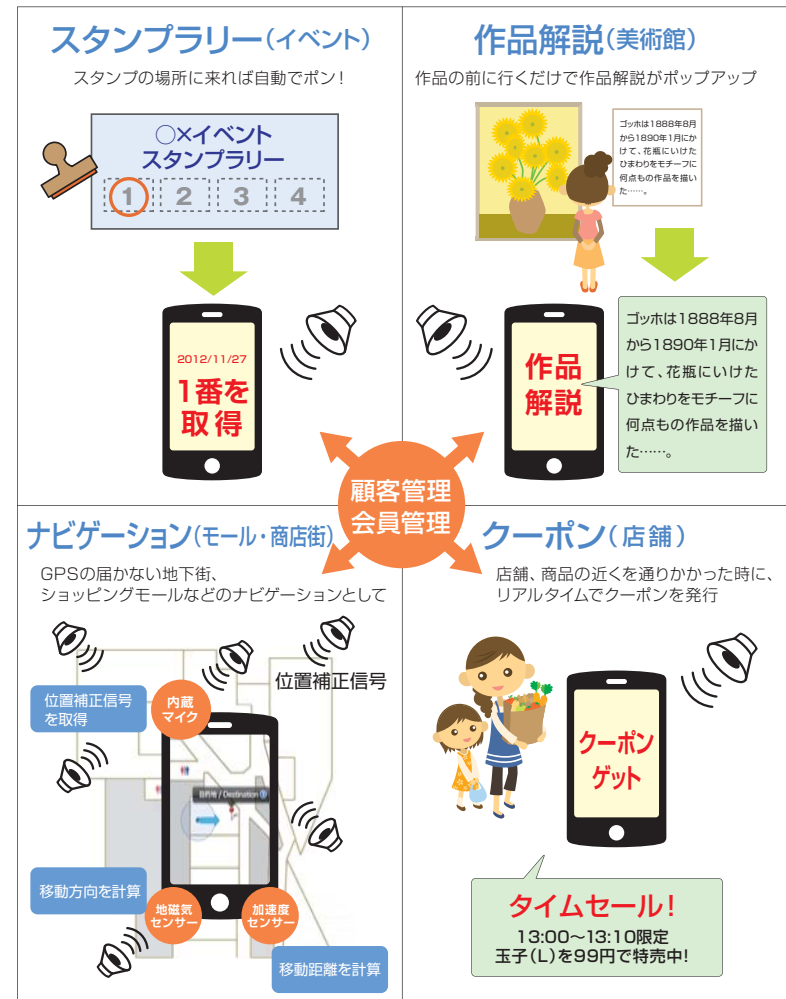 スタンプラリー(イベント)
スタンプの場所に来れば自動でポン!
○×イベント
スタンプラリー
1 2 3 4
2012/11/27
1番を
取得
作品解説(美術館)
作品の前に行くだけで作品解説がポップアップ
ゴッホは1888年8月
から1890年1月にか
けて、花瓶にいけた
ひまわりをモチーフに
何点もの作品を描い
た……。
作品
解説
ゴッホは1888年8月
から1890年1月にか
けて、花瓶にいけた
ひまわりをモチーフに
何点もの作品を描い
た……。
顧客管理
会員管理
ナビゲーション(モール・商店街)
GPSの届かない地下街、
ショッピングモールなどのナビゲーションとして
位置補正信号
位置補正信号
を取得
内蔵
マイク
目的地 / Destination
移動方向を計算
地磁気
センサー
加速度
センサー
移動距離を計算
クーポン(店舗)
店舗、商品の近くを通りかかった時に、
リアルタイムでクーポンを発行
クーポン
ゲット
タイムセール!
13:00〜13:10限定
玉子(L)を99円で特売中!